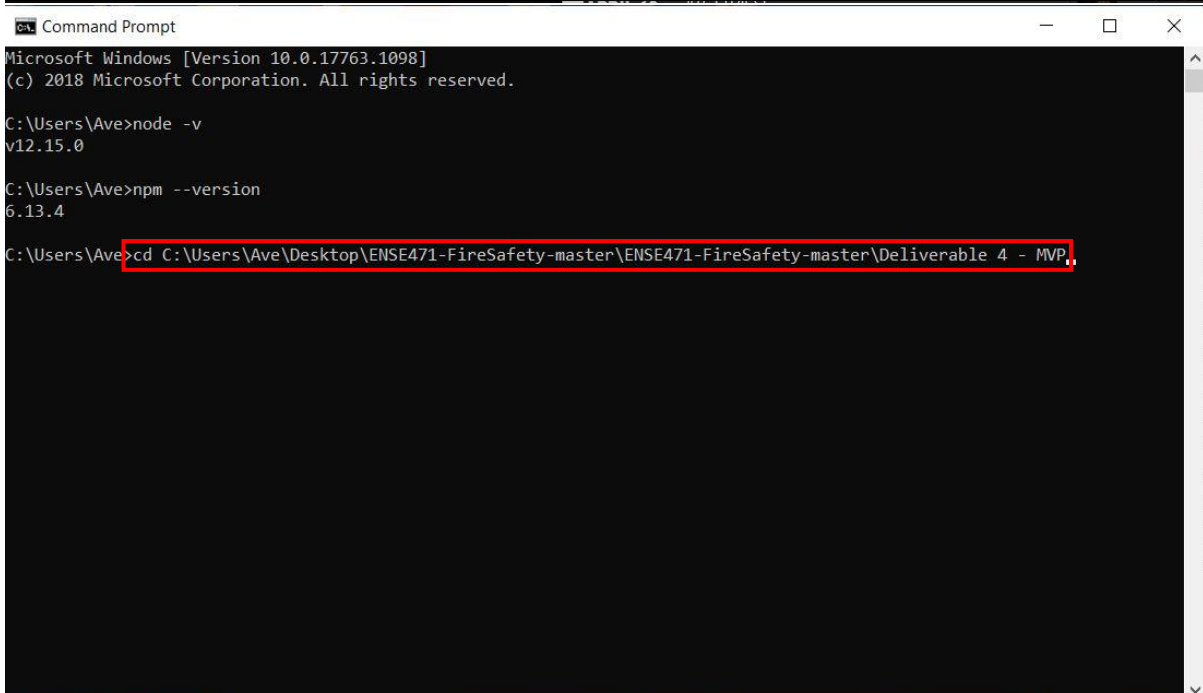 Command Prompt
Microsoft Windows [Version 10.0.17763.1098]
(c) 2018 Microsoft Corporation. All rights reserved.
C:\Users\Ave>node -v
v12.15.0
C:\Users\Ave>npm --version
6.13.4
C:\Users\Ave>cd C:\Users\Ave\Desktop\ENSE471-FireSafety-master\ENSE471-FireSafety-master\Deliverable 4 - MVP